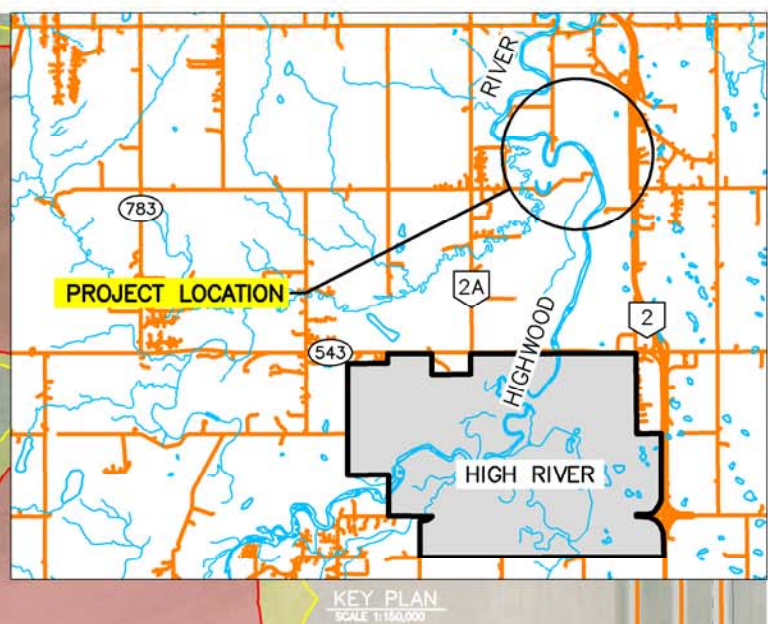 RIVER
783
PROJECT LOCATION
2A
2
543
HIGHWOOD
HIGH RIVER
KEY PLAN
SCALE 1:150,000